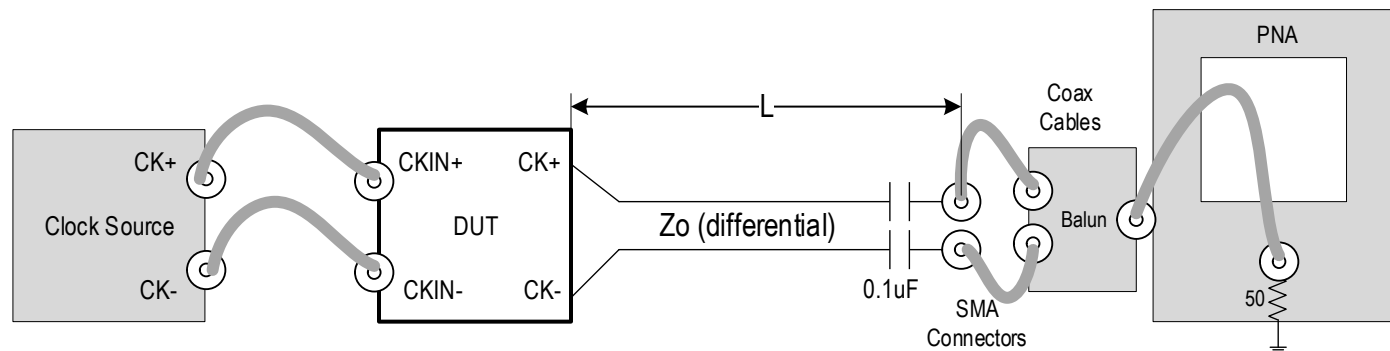 Clock Source
CK+
CK-
CKIN+
CKIN-
DUT
CK+
CK-
L
Zo (differential)
0.1uF
SMA
Connectors
Coax
Cables
Balun
PNA
50